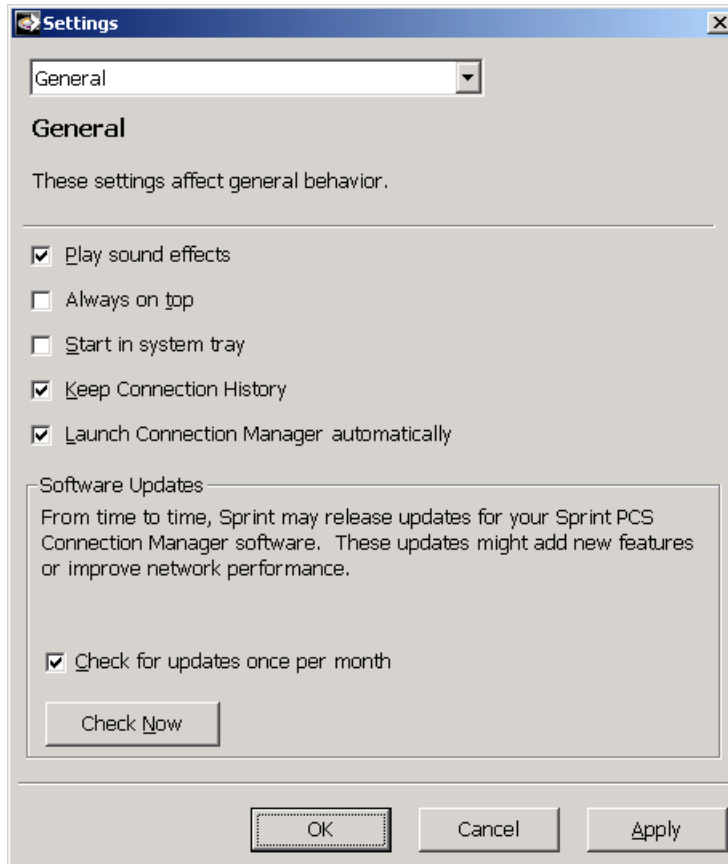 Settings
General
General
These settings affect general behavior.
Play sound effects
Always on top
Start in system tray
Keep Connection History
Launch Connection Manager automatically
Software Updates
From time to time, Sprint may release updates for your Sprint PCS
Connection Manager software.  These updates might add new features
or improve network performance.
Check for updates once per month
Check Now
OK Cancel Apply